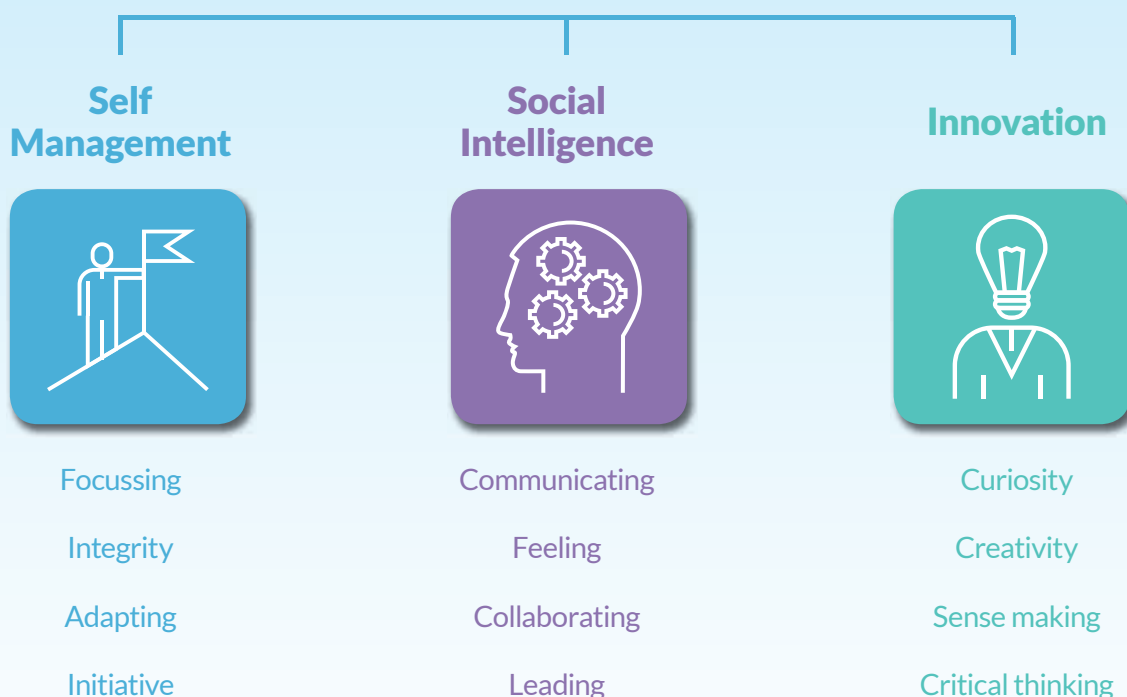 Self
Management
Social
Intelligence
Innovation
Focussing
Communicating
Curiosity
Integrity
Feeling
Creativity
Adapting
Collaborating
Sense making
Initiative
Leading
Critical thinking